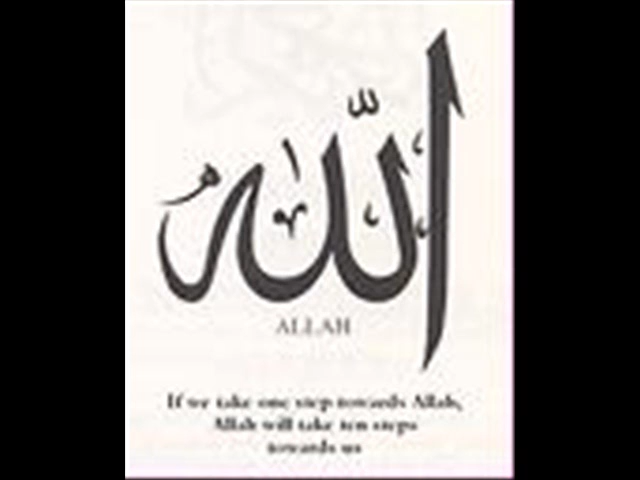 الله
ALLAH
If we take one step towards Allah,
Allah will take ten steps
towards us